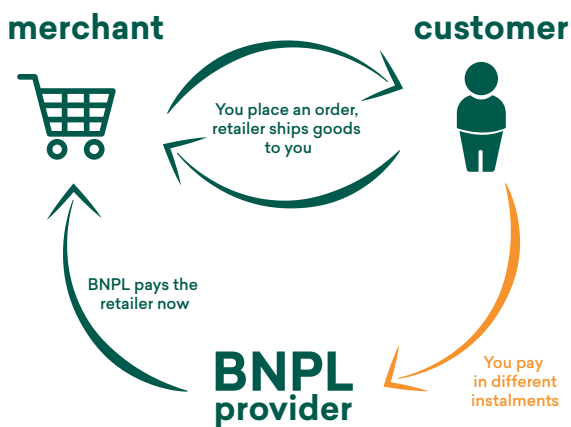 merchant
customer
You place an order,
retailer ships goods
to you
BNPL pays the
retailer now
BNPL
provider
You pay
in different
instalments